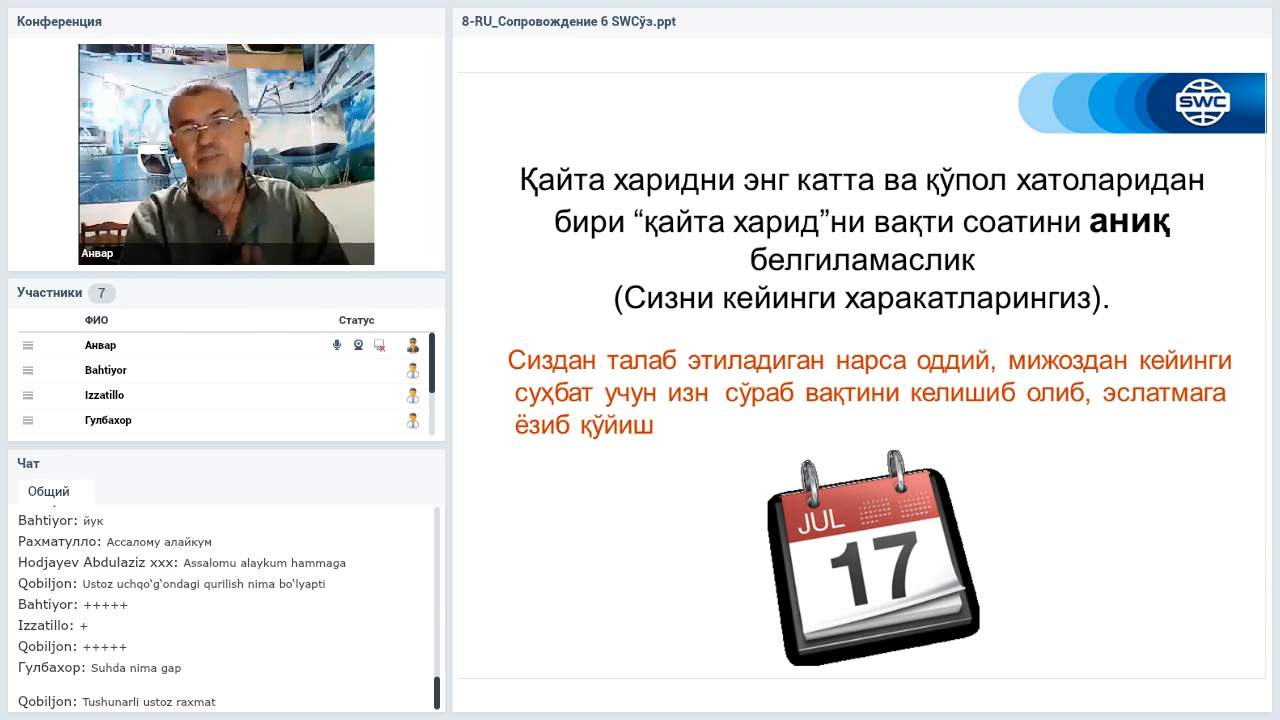 Конференция
Анвар
Участники 7
ФИО Статус
Анвар
Bahtiyor
Izzatillo
Гулбахор
Чат
Общий
Bahtiyor: йук
Рахматулло: Ассалому алайкум
Hodjayev Abdulaziz xxx: Assalomu alaykum hammaga
Qobiljon: Ustoz uchqo‘g‘ondagi qurilish nima bo‘lyapti
Bahtiyor: +++++
Izzatillo: +
Qobiljon: +++++
Гулбахор: Suhda nima gap
Qobiljon: Tushunarli ustoz raxmat
8-RU_Сопровождение 6 SWCўз.ppt
SWC
Қайта харидни энг катта ва қўпол хатоларидан
бири “қайта харид”ни вақти соатини аниқ
белгиламаслик
(Сизни кейинги харакатларингиз).
Сиздан талаб этиладиган нарса оддий, мижоздан кейинги
суҳбат учун изн сўраб вақтини келишиб олиб, эслатмага
ёзиб қўйиш
JUL
17